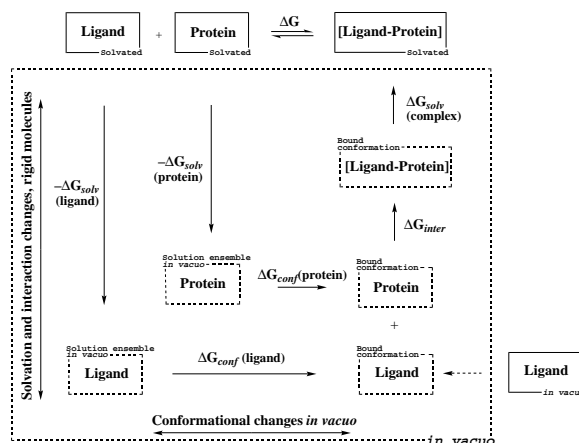 Ligand
Solvated
+
Protein
Solvated
ΔG
[Ligand-Protein]
Solvated
Solvation and interaction changes, rigid molecules
−ΔGsolv
(ligand)
−ΔGsolv
(protein)
ΔGsolv
(complex)
Bound
conformation
[Ligand-Protein]
ΔGinter
Solution ensemble
in vacuo
Protein
ΔGconf(protein)
Bound
conformation
Protein
+
Solution ensemble
in vacuo
Ligand
ΔGconf (ligand)
Bound
conformation
Ligand
Ligand
in vacu
Conformational changes in vacuo
in vacuo